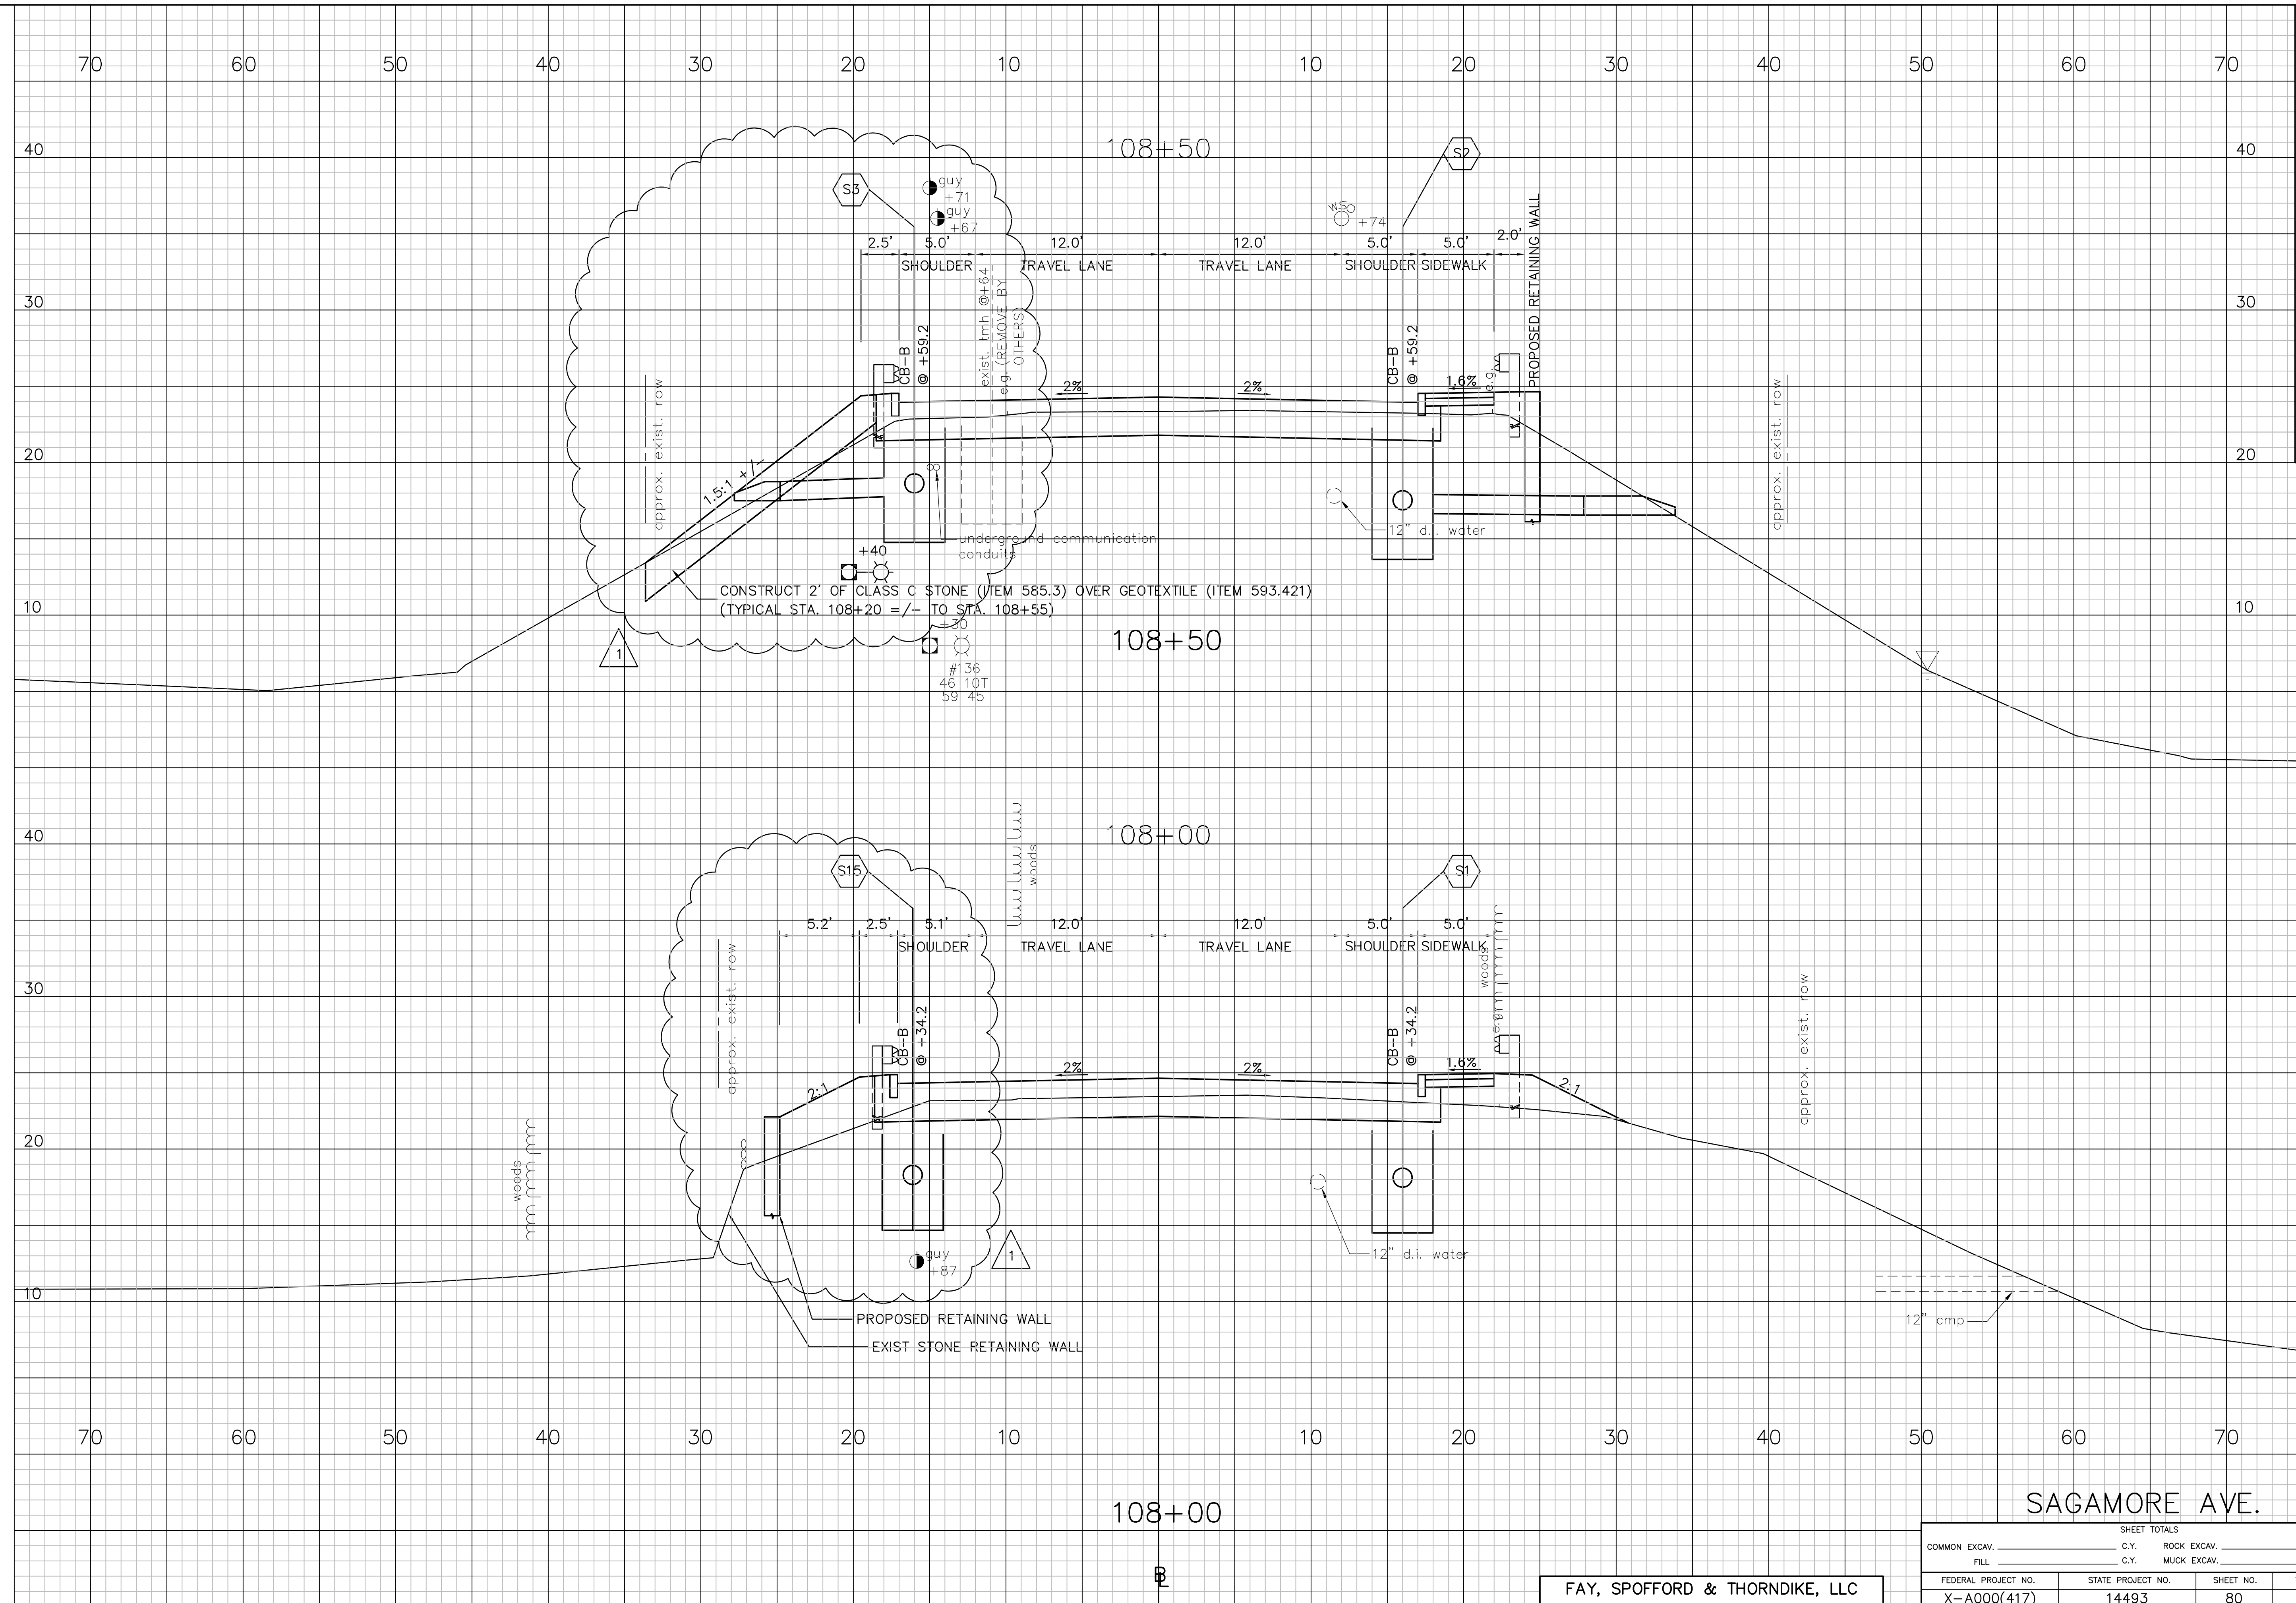 70 60 50 40 30 20 10 10 20 30 40 50 60 70
40 108+50 40
S3 S2
guy
+71
guy
+67
WSO
+74
2.5' 5.0' 12.0' 12.0' 5.0' 5.0' 2.0'
SHOULDER TRAVEL LANE TRAVEL LANE SHOULDER SIDEWALK
PROPOSED RETAINING WALL
30 30
exist. tmh @+64
e.g. (REMOVE BY
OTHERS)
CB-B
@ +59.2
CB-B
@ +59.2
e.g.
2% 2% 1.6%
approx. exist. row
approx. exist. row
20 20
1.5:1 +/-
12" d.i. water
underground communication
conduits
+40
CONSTRUCT 2' OF CLASS C STONE (ITEM 585.3) OVER GEOTEXTILE (ITEM 593.421)
(TYPICAL STA. 108+20 =/- TO STA. 108+55)
10 10
+30
108+50
1
#136
46 10T
59 45
40 108+00
woods
S15 S1
5.2' 2.5' 5.1' 12.0' 12.0' 5.0' 5.0'
SHOULDER TRAVEL LANE TRAVEL LANE SHOULDER SIDEWALK
woods
30
approx. exist. row
CB-B
@ +34.2
CB-B
@ +34.2
e.g.
approx. exist. row
2% 2% 1.6%
2:1 2:1
20
woods
guy
+87
1
12" d.i. water
10
12" cmp
PROPOSED RETAINING WALL
EXIST STONE RETAINING WALL
70 60 50 40 30 20 10 10 20 30 40 50 60 70
108+00
SAGAMORE AVE.
SHEET TOTALS
COMMON EXCAV. C.Y. ROCK EXCAV.
FILL C.Y. MUCK EXCAV.
FAY, SPOFFORD & THORNDIKE, LLC
FEDERAL PROJECT NO. STATE PROJECT NO. SHEET NO.
X-A000(417) 14493 80